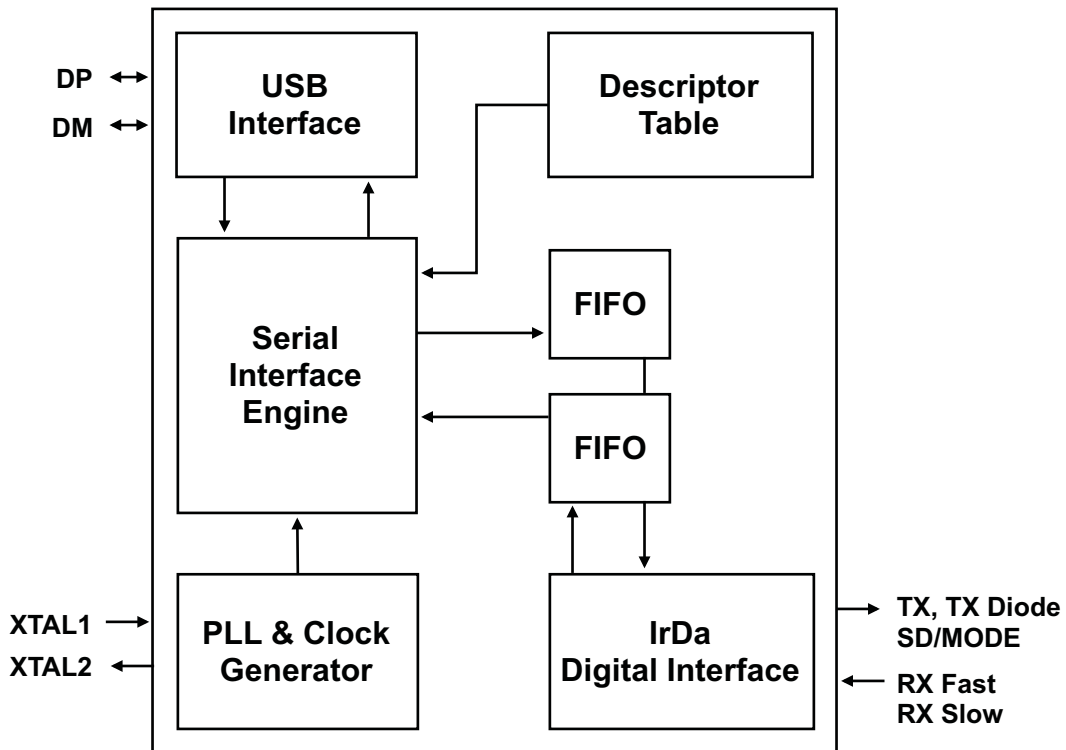 USB
Interface
Descriptor
Table
DP
DM
Serial
Interface
Engine
FIFO
FIFO
PLL & Clock
Generator
IrDa
Digital Interface
XTAL1
XTAL2
TX, TX Diode
SD/MODE
RX Fast
RX Slow